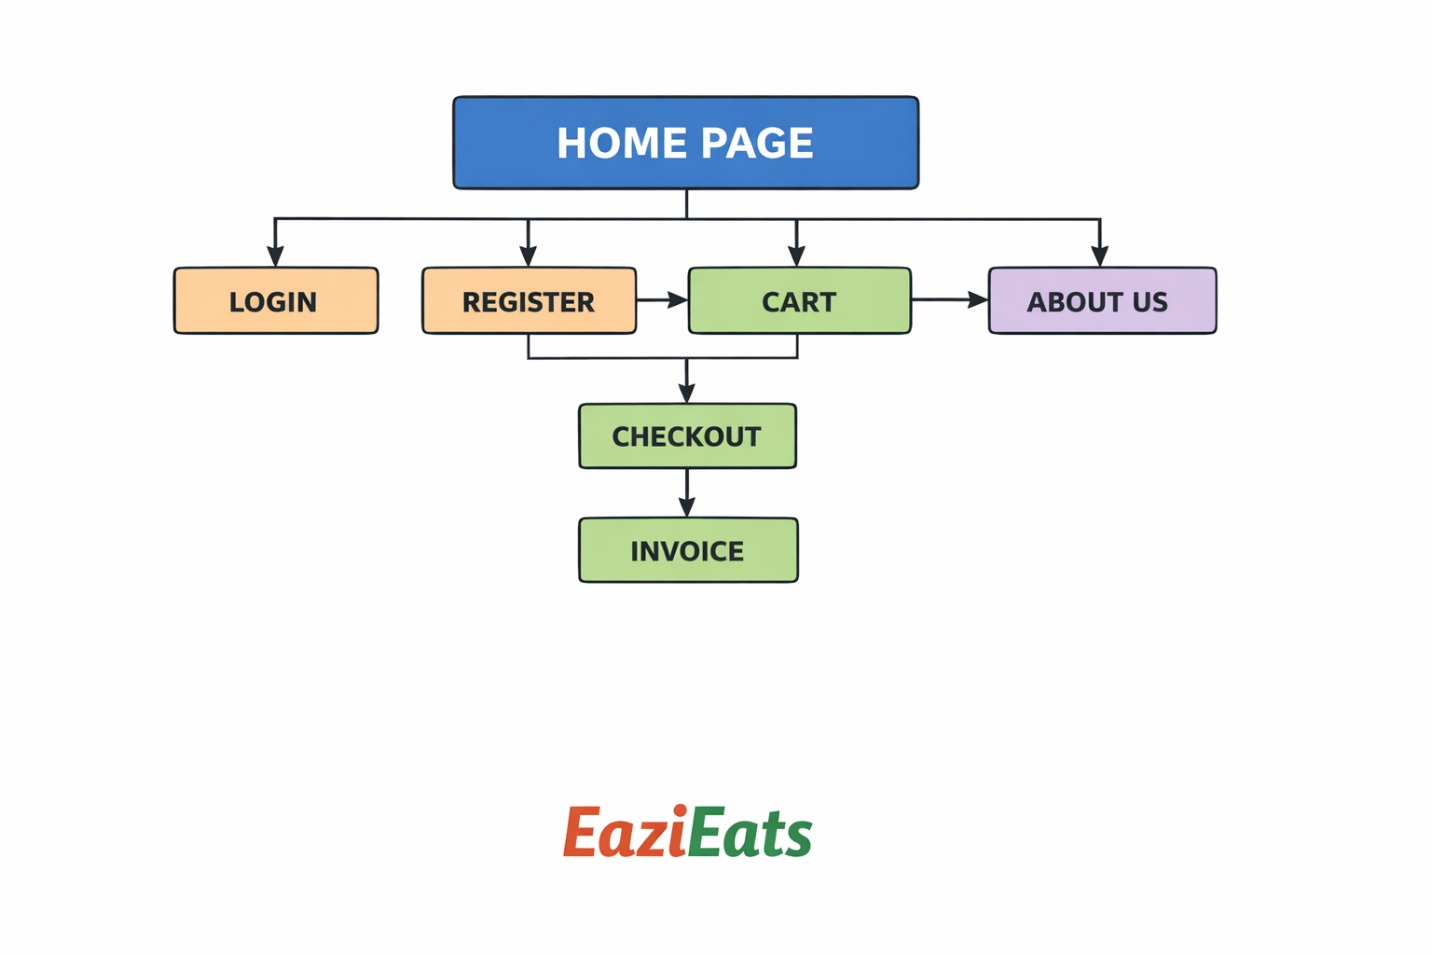 HOME PAGE
LOGIN
REGISTER
CART
ABOUT US
CHECKOUT
INVOICE
EaziEats